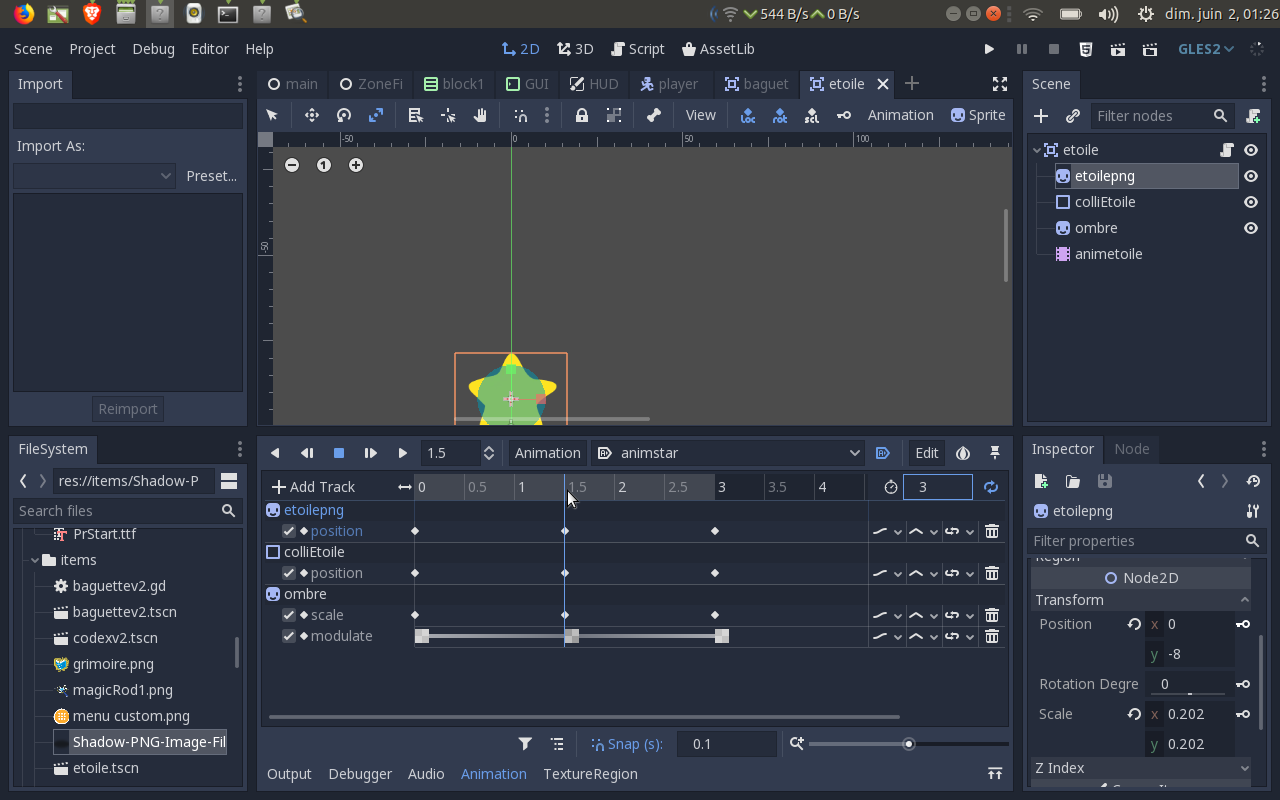 544 B/s 0 B/s
dim. juin 2, 01:26
Scene Project Debug Editor Help
2D 3D Script AssetLib
GLES2
Import
main ZoneFi block1 GUI HUD player baguet etoile
Scene
View Animation Sprite
Filter nodes
-50 0 50 100
-50
1
Import As:
Preset...
Reimport
etoile
etoilepng
colliEtoile
ombre
animetoile
FileSystem
res://items/Shadow-P
Search files
PrStart.ttf
items
baguettev2.gd
baguettev2.tscn
codexv2.tscn
grimoire.png
magicRod1.png
menu custom.png
Shadow-PNG-Image-Fil
etoile.tscn
1.5 Animation animstar Edit
Add Track 0 0.5 1 1.5 2 2.5 3 3.5 4 3
etoilepng
position
colliEtoile
position
ombre
scale
modulate
Snap (s): 0.1
Output Debugger Audio Animation TextureRegion
Inspector Node
etoilepng
Filter properties
Region
Node2D
Transform
Position x 0
y -8
Rotation Degre 0
Scale x 0.202
y 0.202
Z Index